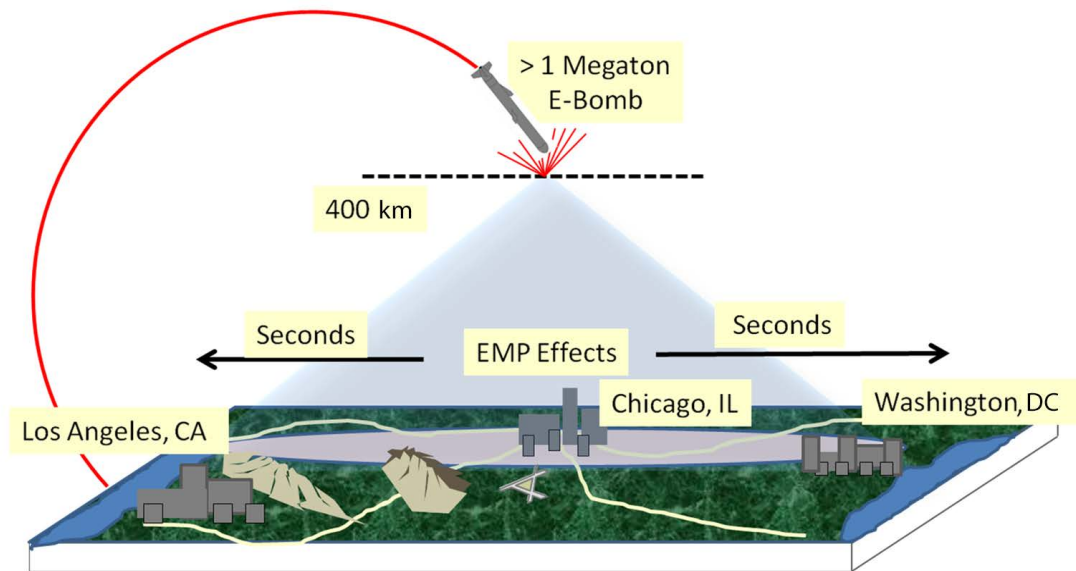 > 1 Megaton
E-Bomb
400 km
Seconds
Seconds
EMP Effects
Chicago, IL
Washington, DC
Los Angeles, CA